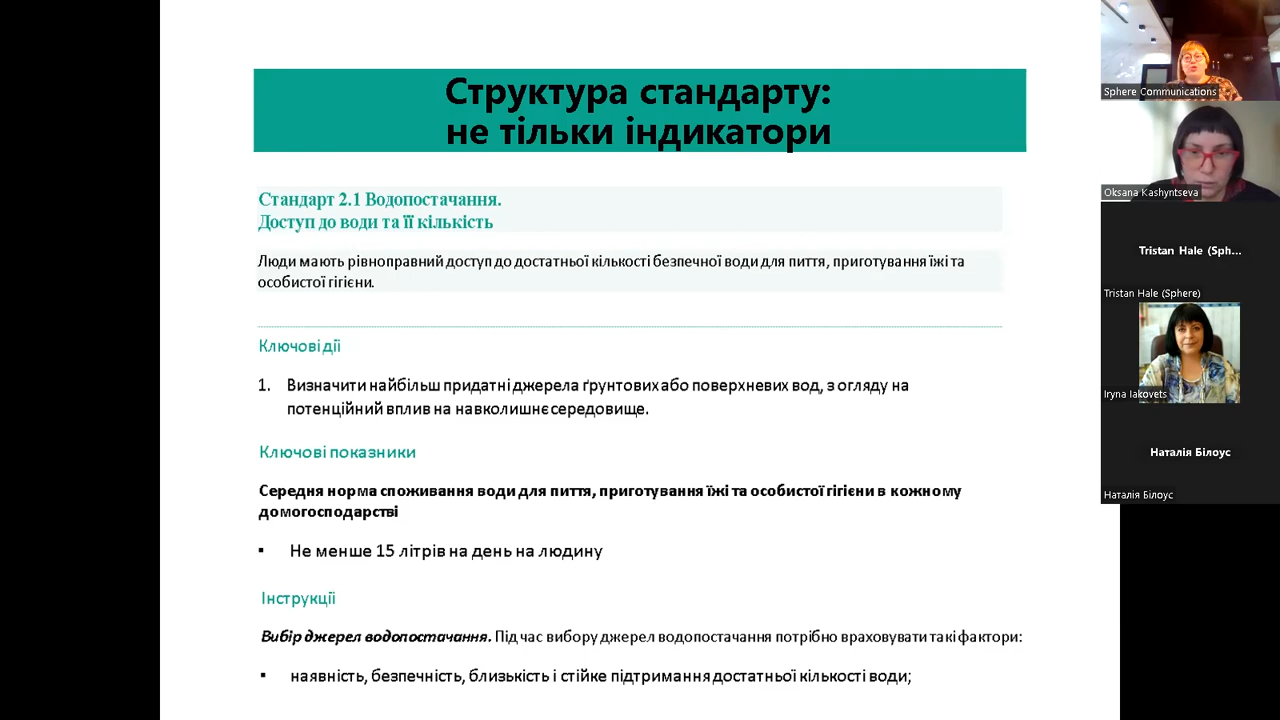 Структура стандарту:
не тільки індикатори
Стандарт 2.1 Водопостачання.
Доступ до води та її кількість
Люди мають рівноправний доступ до достатньої кількості безпечної води для пиття, приготування їжі та
особистої гігієни.
Ключові дії
1. Визначити найбільш придатні джерела ґрунтових або поверхневих вод, з огляду на
потенційний вплив на навколишнє середовище.
Ключові показники
Середня норма споживання води для пиття, приготування їжі та особистої гігієни в кожному
домогосподарстві
▪ Не менше 15 літрів на день на людину
Інструкції
Вибір джерел водопостачання. Під час вибору джерел водопостачання потрібно враховувати такі фактори:
▪ наявність, безпечність, близькість і стійке підтримання достатньої кількості води;
Sphere Communications
Oksana Kashyntseva
Tristan Hale (Sph...
Tristan Hale (Sphere)
Iryna Iakovets
Наталія Білоус
Наталія Білоус